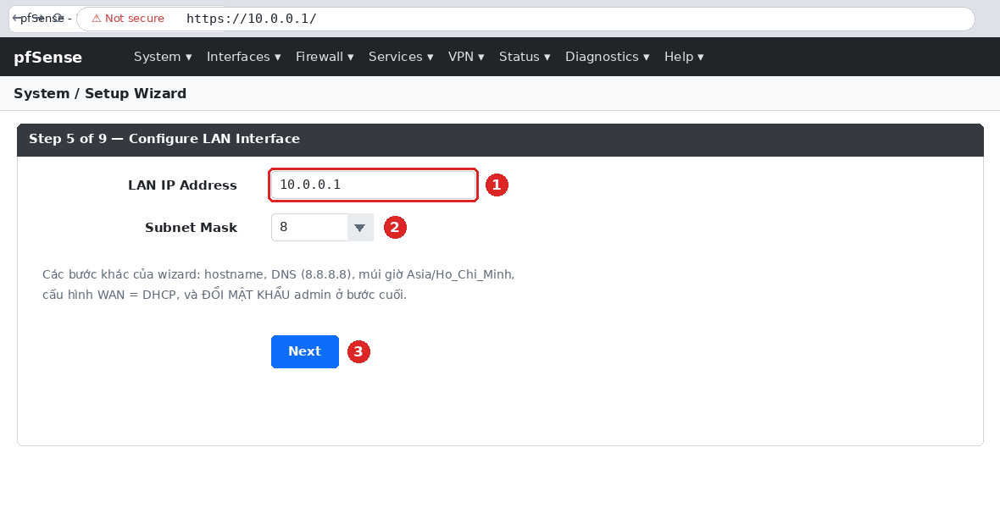 pfSense -
⚠ Not secure https://10.0.0.1/
pfSense System ▾ Interfaces ▾ Firewall ▾ Services ▾ VPN ▾ Status ▾ Diagnostics ▾ Help ▾
System / Setup Wizard
Step 5 of 9 — Configure LAN Interface
LAN IP Address 10.0.0.1 1
Subnet Mask 8 2
Các bước khác của wizard: hostname, DNS (8.8.8.8), múi giờ Asia/Ho_Chi_Minh,
cấu hình WAN = DHCP, và ĐỔI MẬT KHẨU admin ở bước cuối.
Next 3